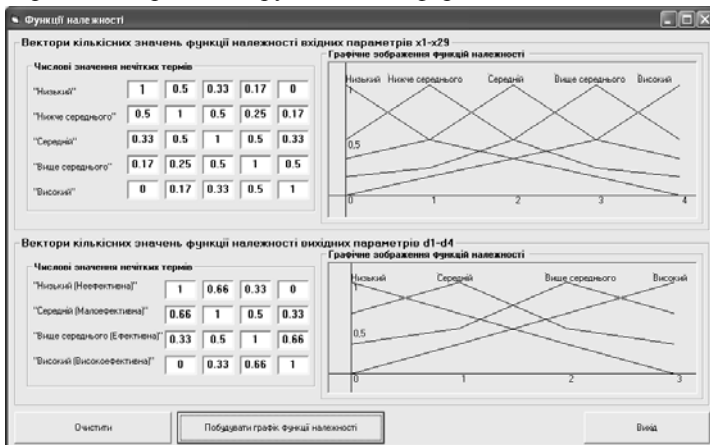 Функції належності
Вектори кількісних значень функції належності вхідних параметрів x1-x29
Числові значення нечітких термів
"Низький" 1 0.5 0.33 0.17 0
"Нижче середнього" 0.5 1 0.5 0.25 0.17
"Середній" 0.33 0.5 1 0.5 0.33
"Вище середнього" 0.17 0.25 0.5 1 0.5
"Високий" 0 0.17 0.33 0.5 1
Графічне зображення функцій належності
Низький Нижче середнього Середній Вище середнього Високий
1
0,5
0 1 2 3 4
Вектори кількісних значень функції належності вихідних параметрів d1-d4
Числові значення нечітких термів
"Низький (Неефективна)" 1 0.66 0.33 0
"Середній (Малоефективна)" 0.66 1 0.5 0.33
"Вище середнього (Ефективна)" 0.33 0.5 1 0.66
"Високий (Високоефективна)" 0 0.33 0.66 1
Графічне зображення функцій належності
Низький Середній Вище середнього Високий
1
0,5
0 1 2 3
Очистити Побудувати графік функції належності Вихід